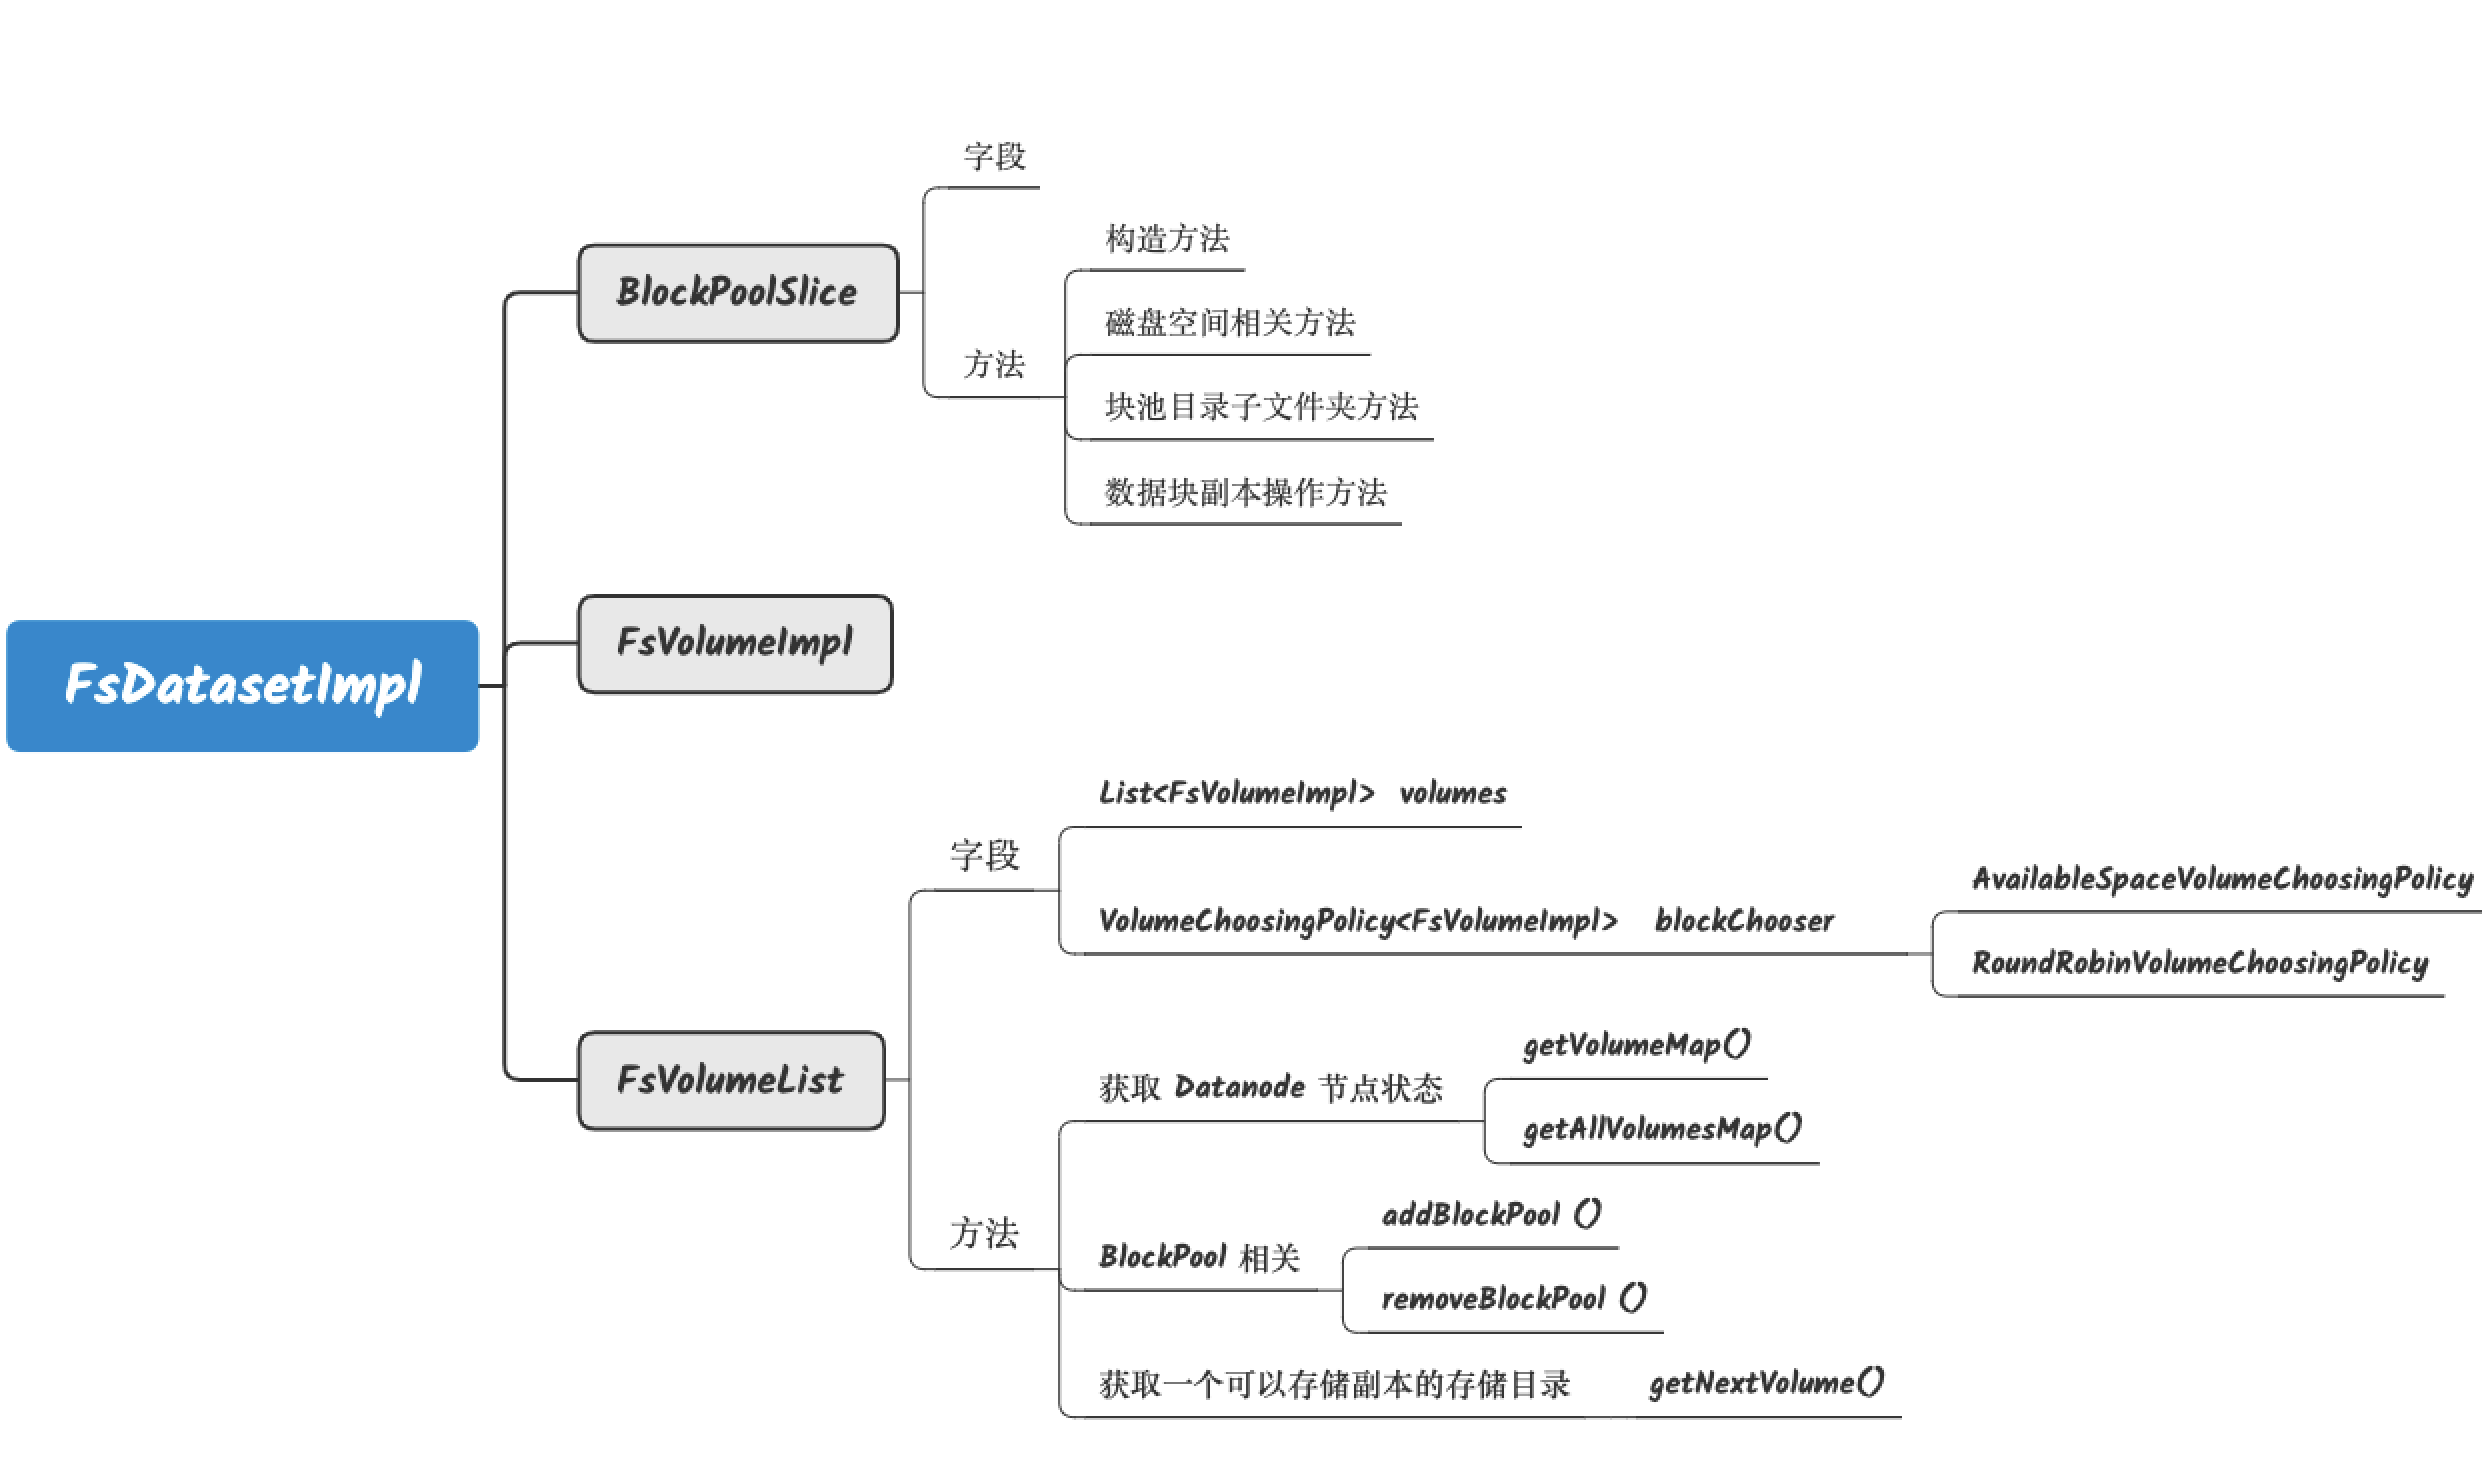 FsDatasetImpl
BlockPoolSlice
字段
方法
构造方法
磁盘空间相关方法
块池目录子文件夹方法
数据块副本操作方法
FsVolumeImpl
FsVolumeList
字段
List<FsVolumeImpl> volumes
VolumeChoosingPolicy<FsVolumeImpl> blockChooser
AvailableSpaceVolumeChoosingPolicy
RoundRobinVolumeChoosingPolicy
方法
获取 Datanode 节点状态
getVolumeMap()
getAllVolumesMap()
BlockPool 相关
addBlockPool ()
removeBlockPool ()
获取一个可以存储副本的存储目录
getNextVolume()